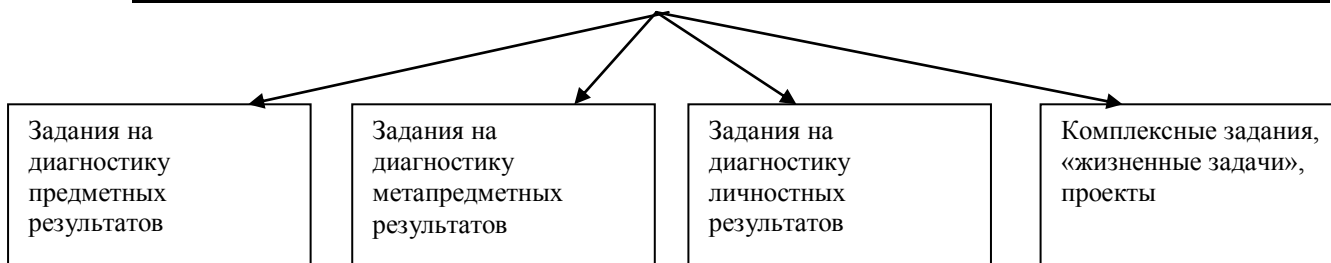 Задания на
диагностику
предметных
результатов
Задания на
диагностику
метапредметных
результатов
Задания на
диагностику
личностных
результатов
Комплексные задания,
«жизненные задачи»,
проекты